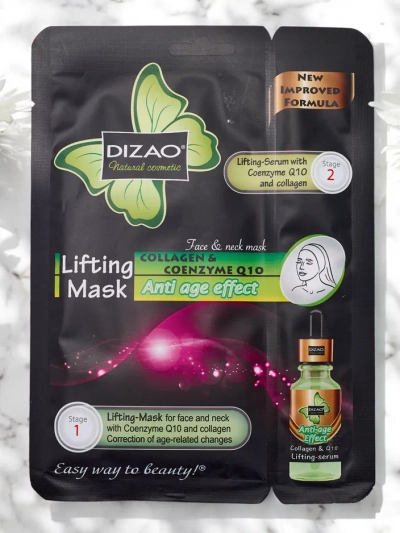 NEW
IMPROVED
FORMULA
DIZAO®
Natural cosmetic
Lifting-Serum with
Coenzyme Q10
and collagen
Stage
2
Face & neck mask
Lifting
Mask
COLLAGEN &
COENZYME Q10
Anti age effect
Stage
1
Lifting-Mask for face and neck
with Coenzyme Q10 and collagen
Correction of age-related changes
Easy way to beauty!®
DIZAO
DIZAO
Anti-age
Effect
Collagen & Q10
Lifting-serum